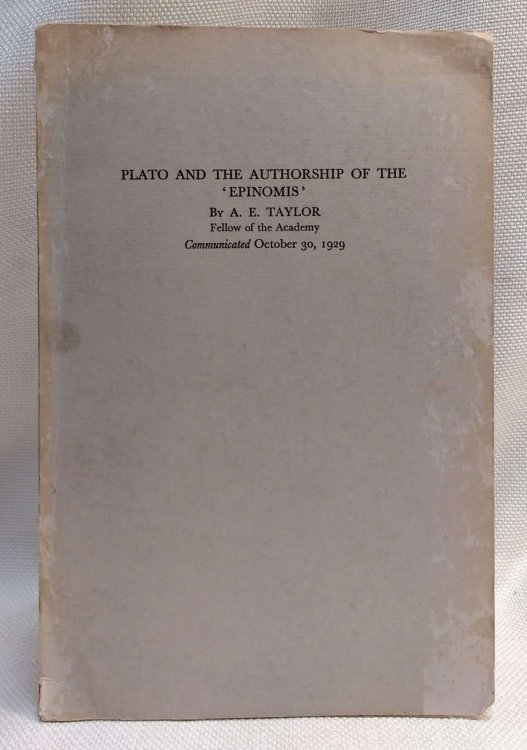 PLATO AND THE AUTHORSHIP OF THE
‘EPINOMIS’
By A. E. TAYLOR
Fellow of the Academy
Communicated October 30, 1929